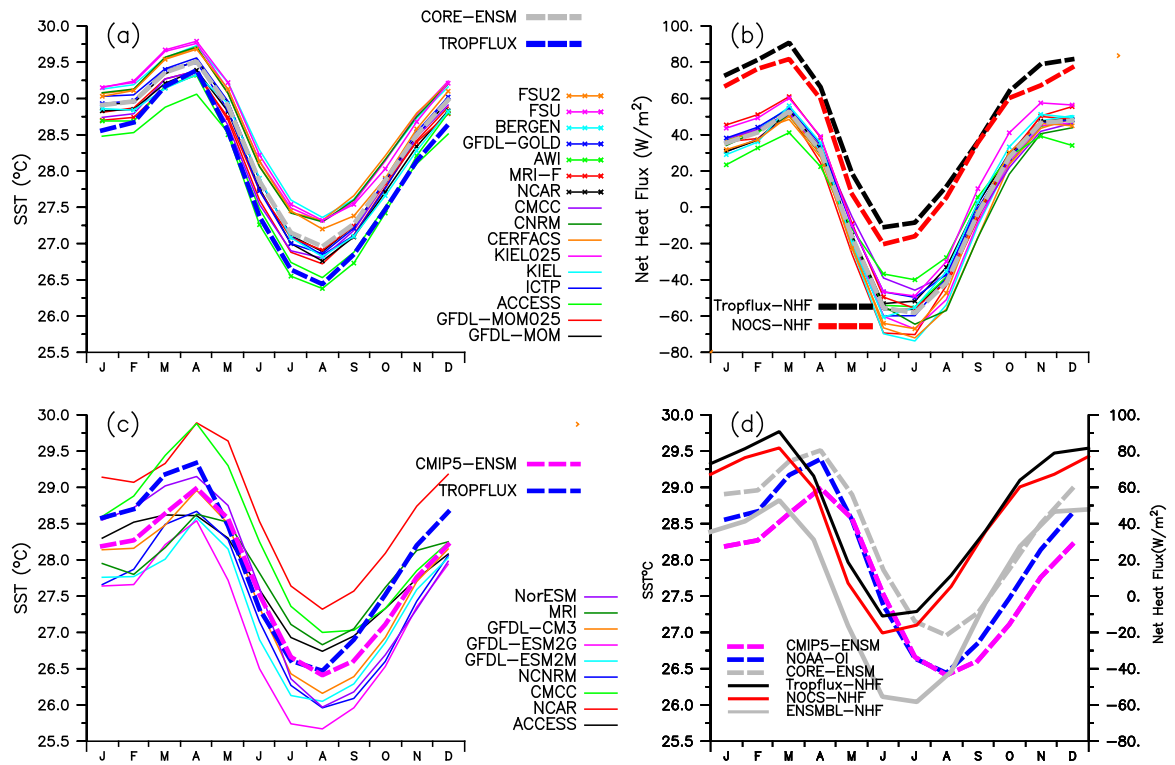 (a)
CORE-ENSM
TROPFLUX
FSU2
FSU
BERGEN
GFDL-GOLD
AWI
MRI-F
NCAR
CMCC
CNRM
CERFACS
KIEL025
KIEL
ICTP
ACCESS
GFDL-MOM025
GFDL-MOM
SST (°C)
30.0
29.5
29.0
28.5
28.0
27.5
27.0
26.5
26.0
25.5
J F M A M J J A S O N D
(b)
Net Heat Flux (W/m²)
100.
80.
60.
40.
20.
0.
-20.
-40.
-60.
-80.
Tropflux-NHF
NOCS-NHF
J F M A M J J A S O N D
(c)
CMIP5-ENSM
TROPFLUX
NorESM
MRI
GFDL-CM3
GFDL-ESM2G
GFDL-ESM2M
NCNRM
CMCC
NCAR
ACCESS
SST (°C)
30.0
29.5
29.0
28.5
28.0
27.5
27.0
26.5
26.0
25.5
J F M A M J J A S O N D
(d)
SST°C
30.0
29.5
29.0
28.5
28.0
27.5
27.0
26.5
26.0
25.5
CMIP5-ENSM
NOAA-OI
CORE-ENSM
Tropflux-NHF
NOCS-NHF
ENSMBL-NHF
J F M A M J J A S O N D
100.
80.
60.
40.
20.
0.
-20.
-40.
-60.
-80.
Net Heat Flux(W/m²)